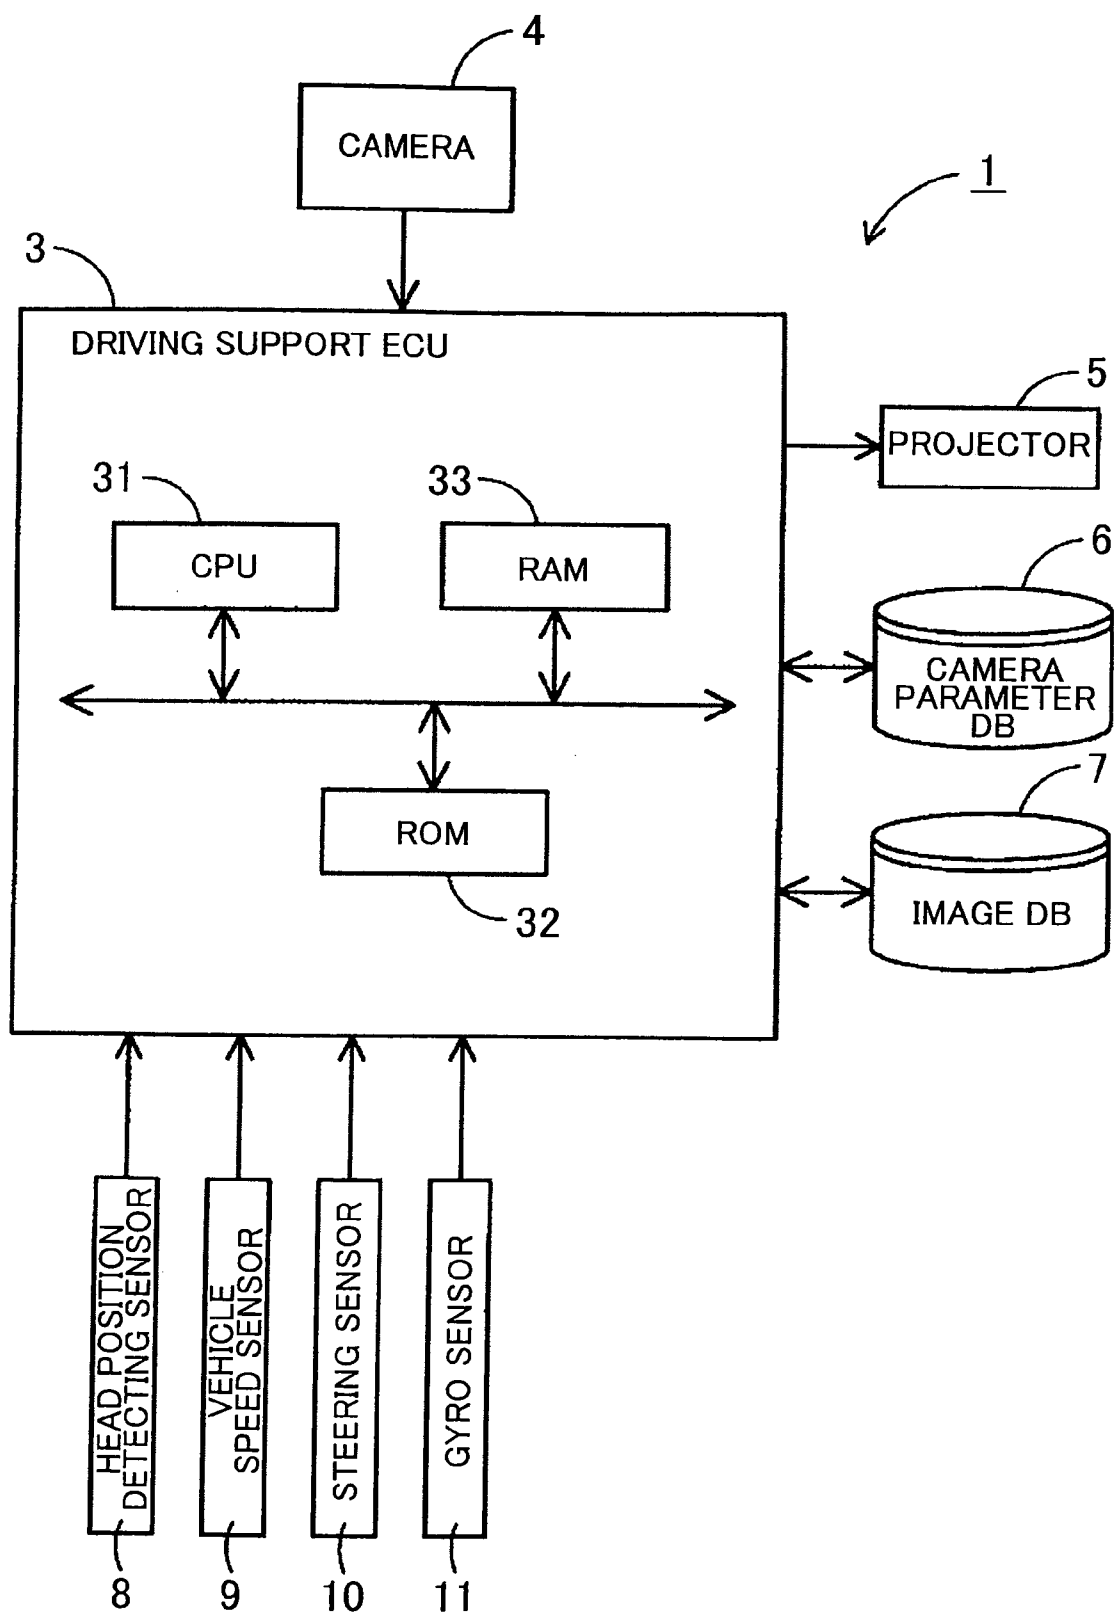 4
CAMERA
1
3
DRIVING SUPPORT ECU
5
PROJECTOR
31
CPU
33
RAM
6
CAMERA
PARAMETER
DB
ROM
32
7
IMAGE DB
HEAD POSITION
DETECTING SENSOR
VEHICLE
SPEED SENSOR
STEERING SENSOR
GYRO SENSOR
8
9
10
11